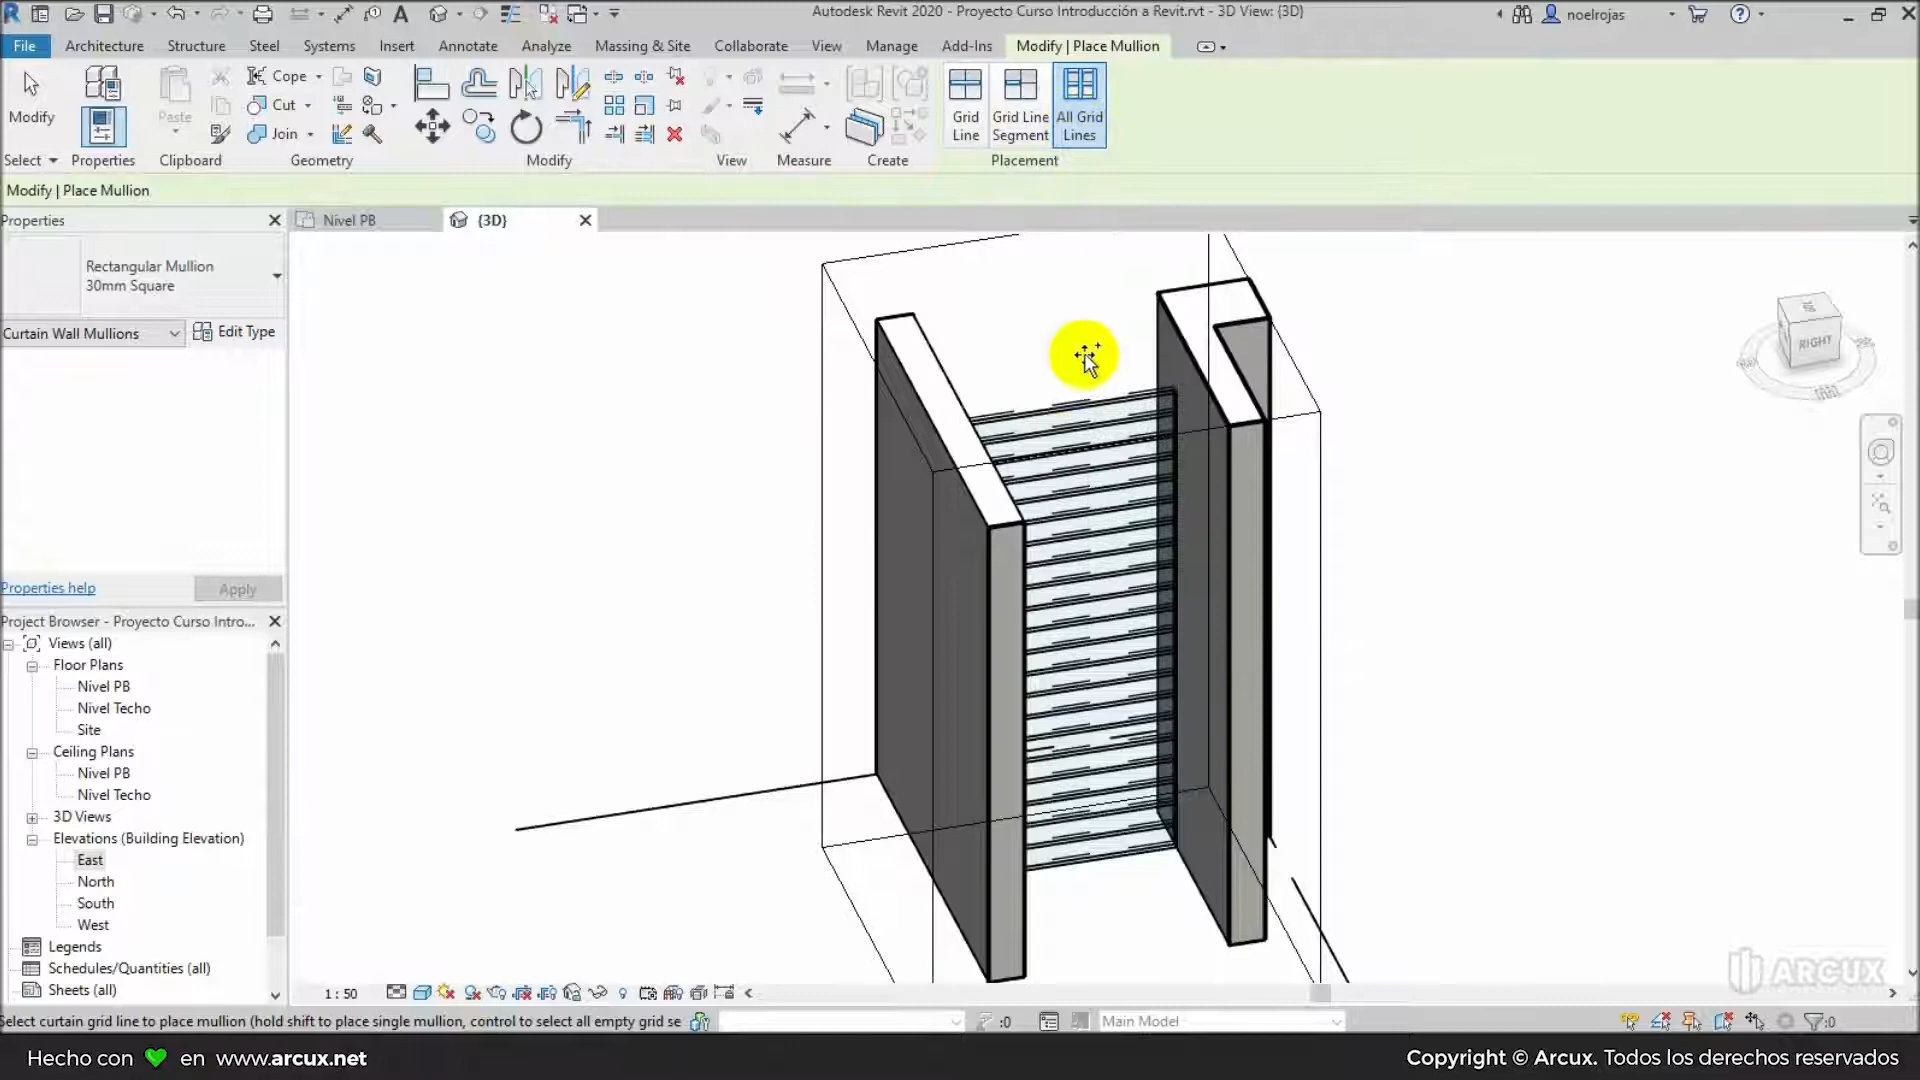 Autodesk Revit 2020 - Proyecto Curso Introducción a Revit.rvt - 3D View: {3D}
noelrojas
File Architecture Structure Steel Systems Insert Annotate Analyze Massing & Site Collaborate View Manage Add-Ins Modify | Place Mullion
Modify
Paste
Cope
Cut
Join
Grid Line
Grid Line Segment
All Grid Lines
Select Properties Clipboard Geometry Modify View Measure Create Placement
Modify | Place Mullion
Properties
Nivel PB
{3D}
Rectangular Mullion
30mm Square
Curtain Wall Mullions
Edit Type
RIGHT
Properties help
Apply
Project Browser - Proyecto Curso Intro...
Views (all)
Floor Plans
Nivel PB
Nivel Techo
Site
Ceiling Plans
Nivel PB
Nivel Techo
3D Views
Elevations (Building Elevation)
East
North
South
West
Legends
Schedules/Quantities (all)
Sheets (all)
1 : 50
ARCUX
Select curtain grid line to place mullion (hold shift to place single mullion, control to select all empty grid se
:0
Main Model
:0
Hecho con en www.arcux.net
Copyright © Arcux. Todos los derechos reservados